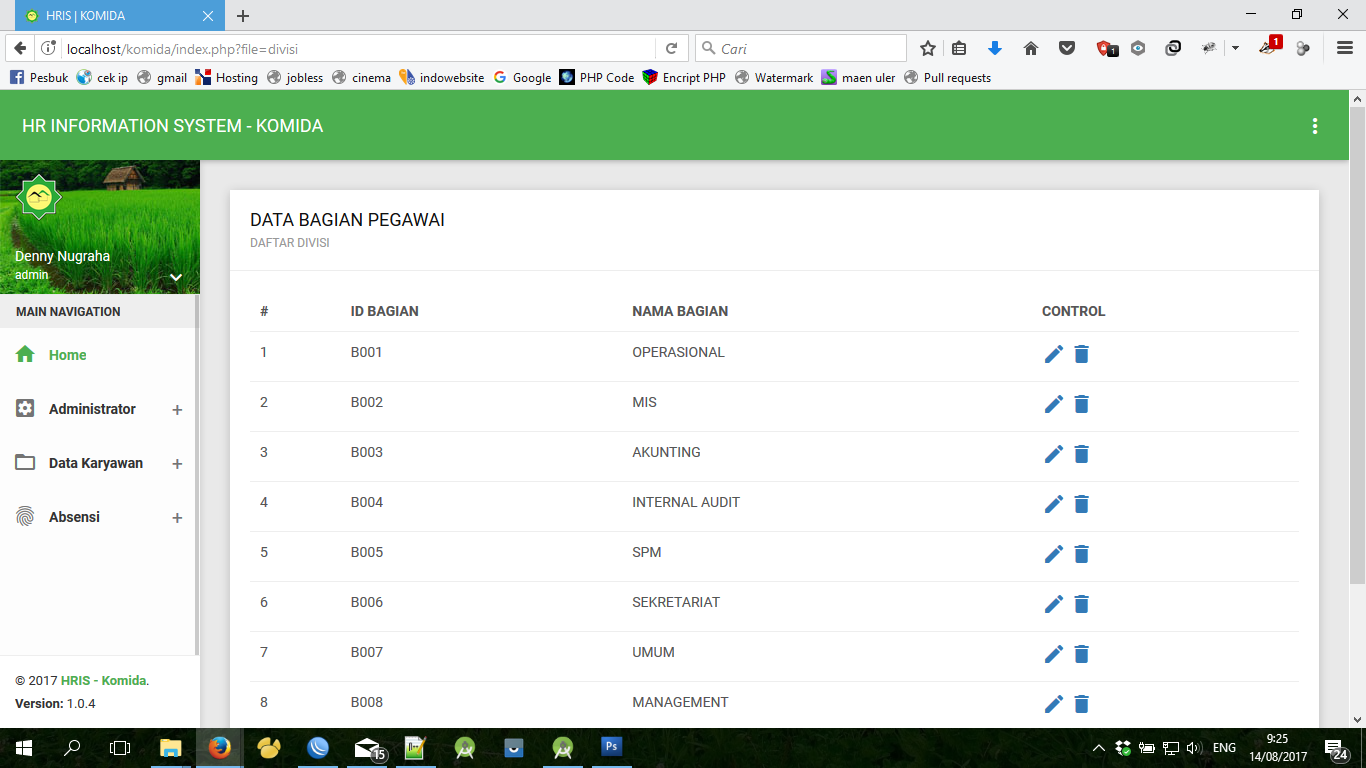 HRIS | KOMIDA
localhost/komida/index.php?file=divisi
Cari
1
1
Pesbuk cek ip gmail Hosting jobless cinema indowebsite Google PHP Code Encript PHP Watermark maen uler Pull requests
HR INFORMATION SYSTEM - KOMIDA
Denny Nugraha
admin
MAIN NAVIGATION
Home
Administrator
Data Karyawan
Absensi
© 2017 HRIS - Komida.
Version: 1.0.4
DATA BAGIAN PEGAWAI
DAFTAR DIVISI
# ID BAGIAN NAMA BAGIAN CONTROL
1 B001 OPERASIONAL
2 B002 MIS
3 B003 AKUNTING
4 B004 INTERNAL AUDIT
5 B005 SPM
6 B006 SEKRETARIAT
7 B007 UMUM
8 B008 MANAGEMENT
15
Ps
ENG
9:25
14/08/2017
24